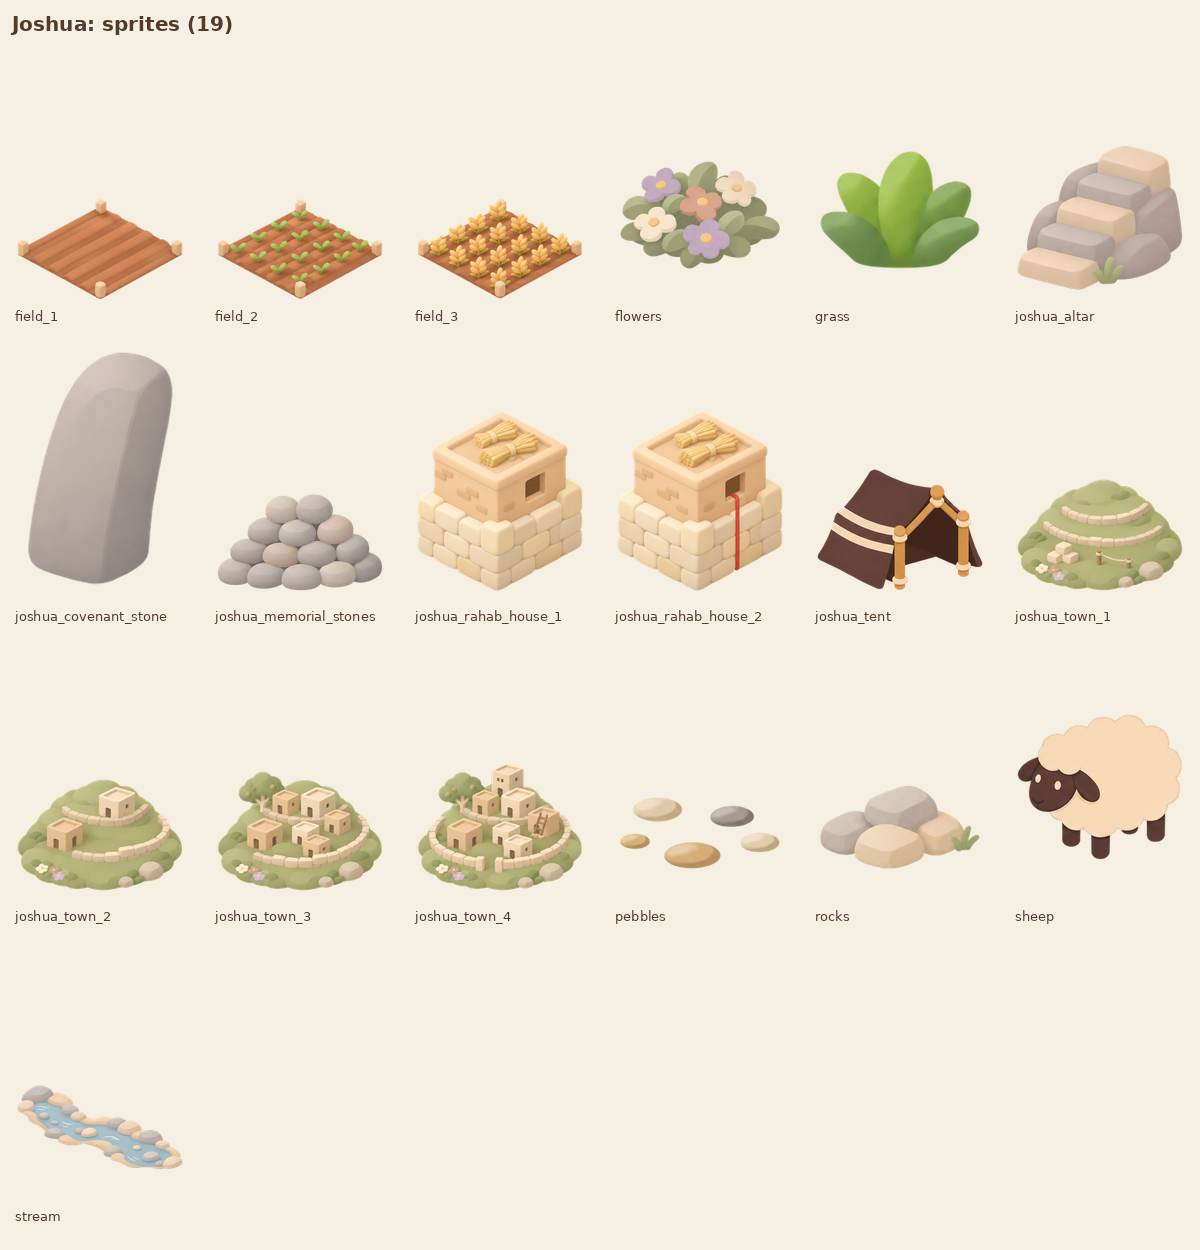 Joshua: sprites (19)
field_1
field_2
field_3
flowers
grass
joshua_altar
joshua_covenant_stone
joshua_memorial_stones
joshua_rahab_house_1
joshua_rahab_house_2
joshua_tent
joshua_town_1
joshua_town_2
joshua_town_3
joshua_town_4
pebbles
rocks
sheep
stream